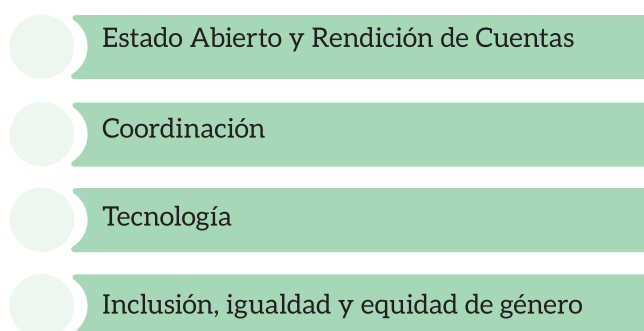 Estado Abierto y Rendición de Cuentas
Coordinación
Tecnología
Inclusión, igualdad y equidad de género